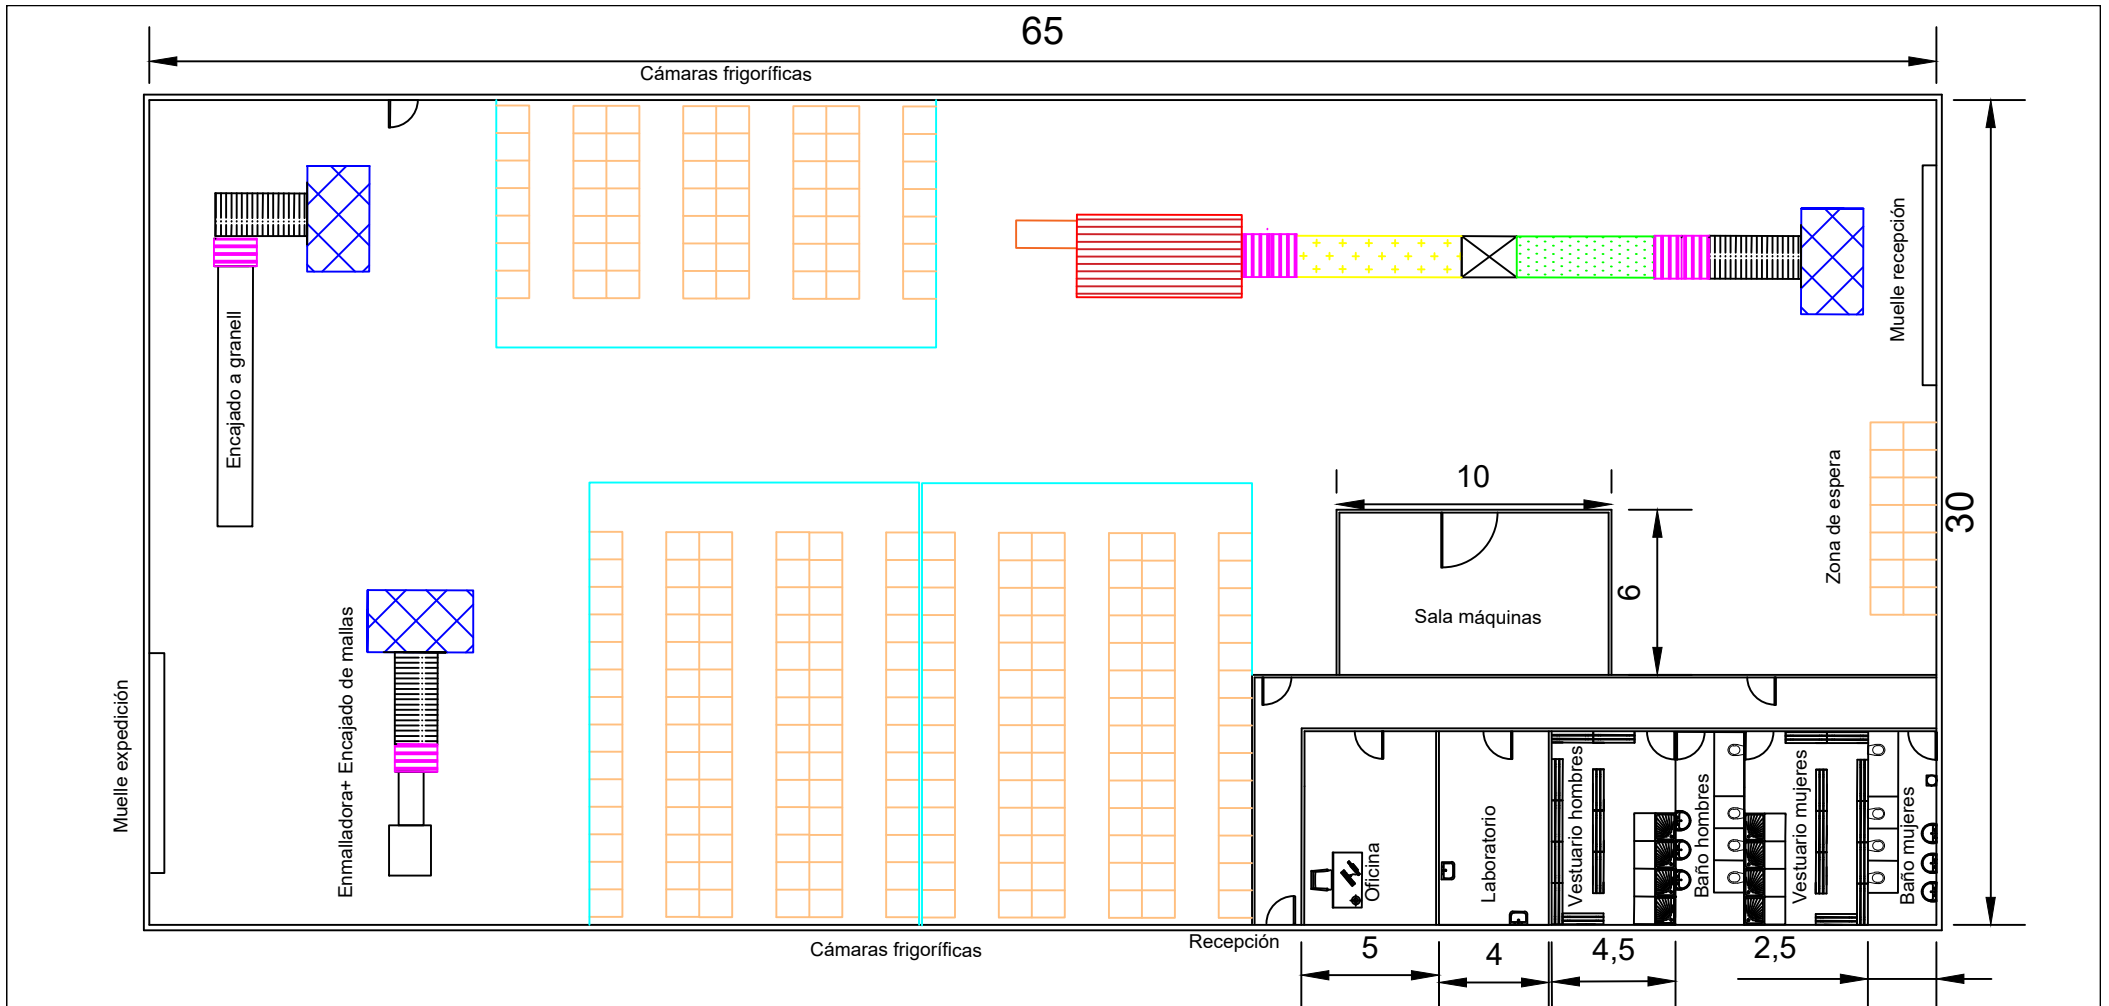 65
Cámaras frigoríficas
Muelle recepción
Encajado a granell
10
Zona de espera
30
6
Sala máquinas
Enmalladora+ Encajado de mallas
Muelle expedición
Oficina
Laboratorio
Vestuario hombres
Baño hombres
Vestuario mujeres
Baño mujeres
Cámaras frigoríficas
Recepción
5
4
4,5
2,5